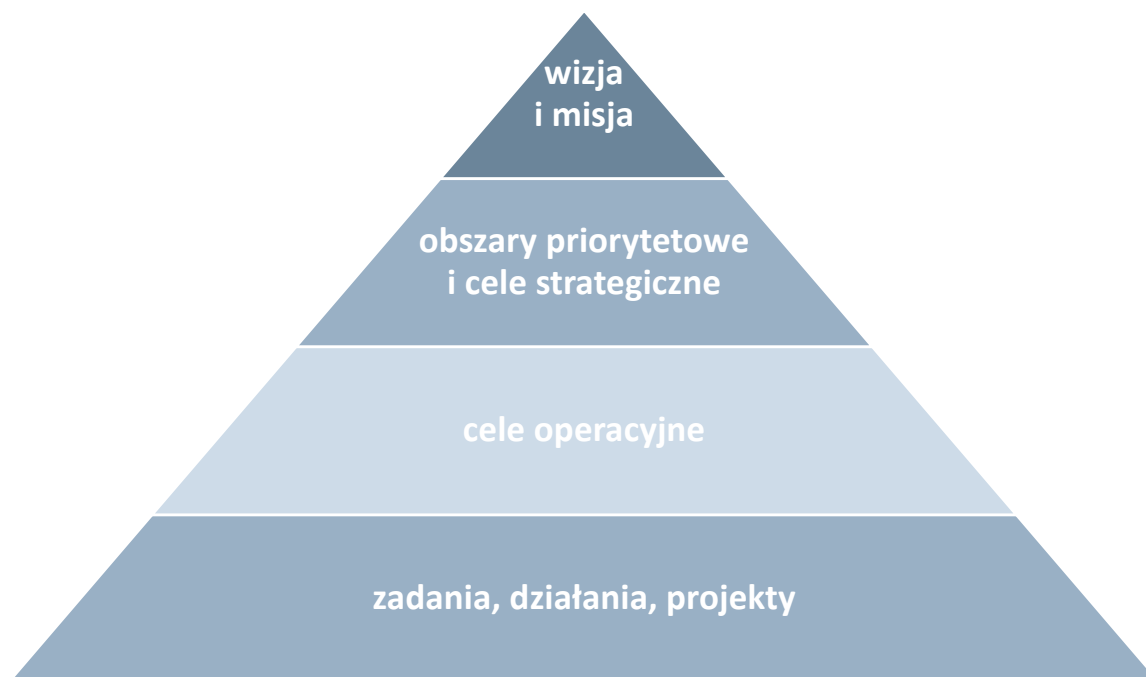 wizja
i misja
obszary priorytetowe
i cele strategiczne
cele operacyjne
zadania, działania, projekty